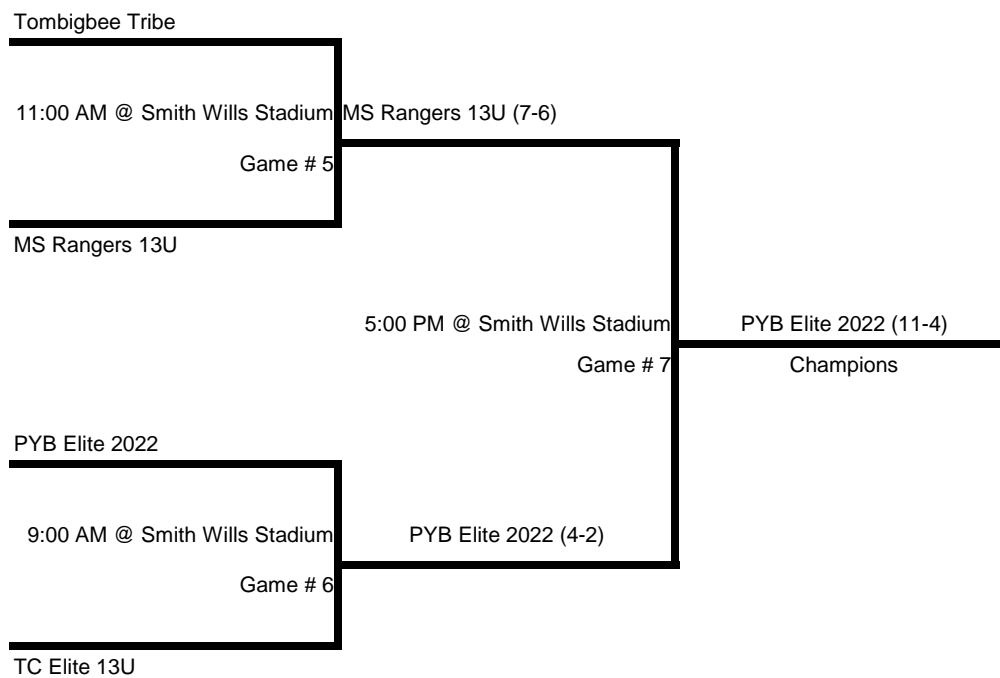 Tombigbee Tribe
11:00 AM @ Smith Wills Stadium
MS Rangers 13U (7-6)
Game # 5
MS Rangers 13U
5:00 PM @ Smith Wills Stadium
PYB Elite 2022 (11-4)
Game # 7
Champions
PYB Elite 2022
9:00 AM @ Smith Wills Stadium
PYB Elite 2022 (4-2)
Game # 6
TC Elite 13U